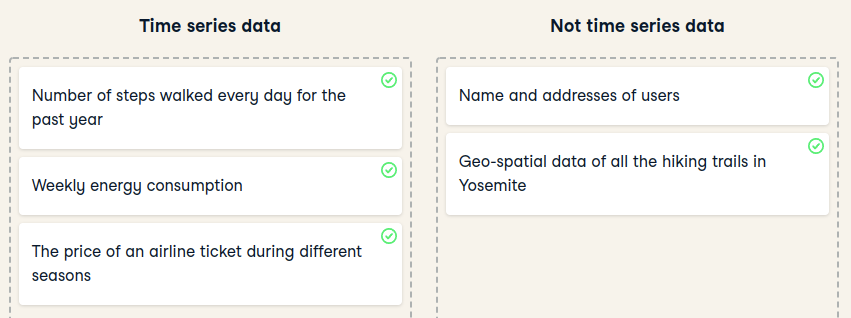 Time series data
Number of steps walked every day for the
past year
Weekly energy consumption
The price of an airline ticket during different
seasons
Not time series data
Name and addresses of users
Geo-spatial data of all the hiking trails in
Yosemite